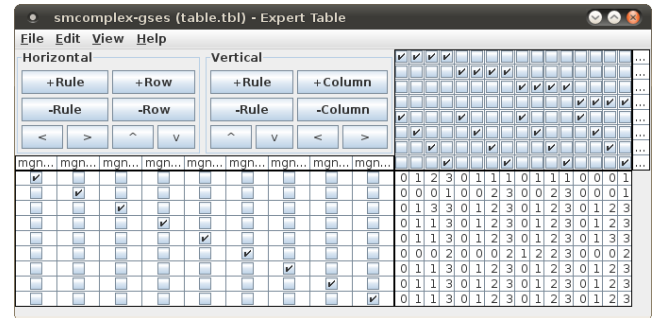 smcomplex-gses (table.tbl) - Expert Table
File Edit View Help
Horizontal Vertical
+Rule +Row +Rule +Column
-Rule -Row -Rule -Column
< > ^ v ^ v < >
...
...
...
...
...
...
...
...
mgn... mgn... mgn... mgn... mgn... mgn... mgn... mgn... mgn...
0 1 2 3 0 1 1 1 0 1 1 1 0 0 0 1
0 0 0 1 0 0 2 3 0 0 2 3 0 0 0 1
0 1 3 3 0 1 2 3 0 1 2 3 0 1 2 3
0 1 1 3 0 1 2 3 0 1 2 3 0 1 2 3
0 1 1 3 0 1 2 3 0 1 2 3 0 1 3 3
0 0 0 2 0 0 0 2 1 2 2 3 0 0 0 2
0 1 1 3 0 1 2 3 0 1 2 3 0 1 2 3
0 1 1 3 0 1 2 3 0 1 2 3 0 1 2 3
0 1 1 3 0 1 2 3 0 1 2 3 0 1 2 3